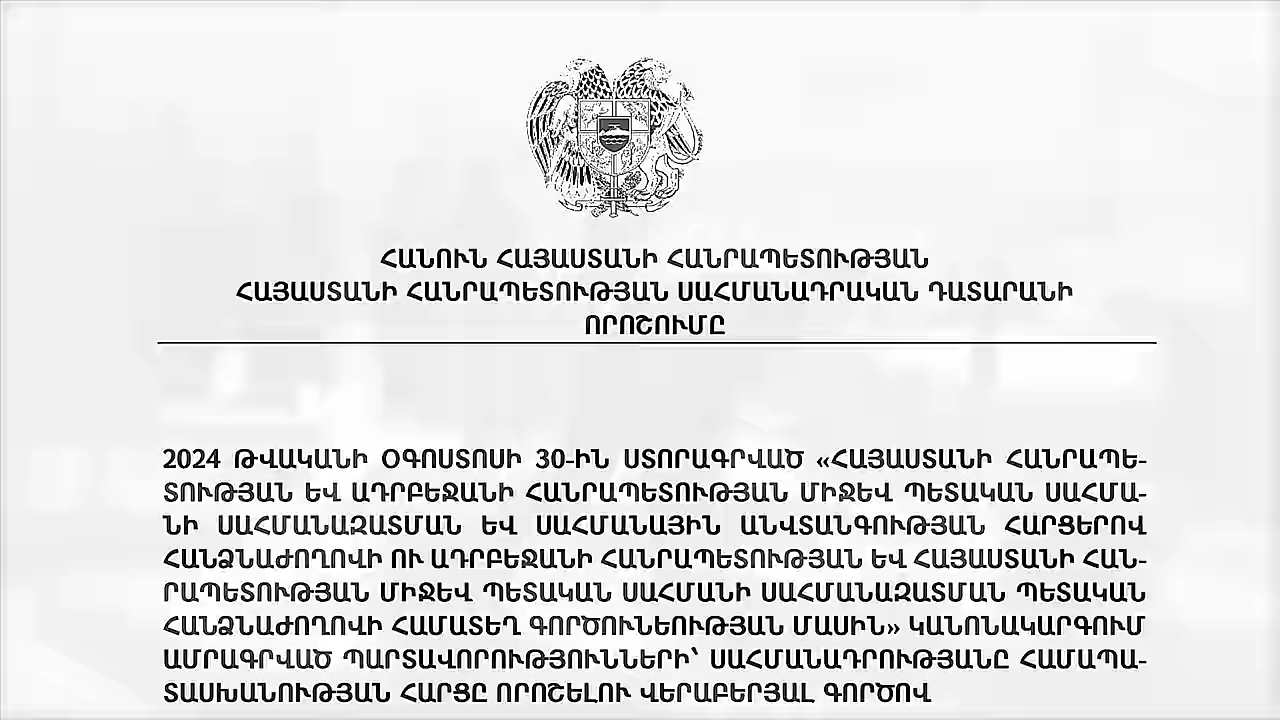 ՀԱՆՈՒՆ ՀԱՅԱՍՏԱՆԻ ՀԱՆՐԱՊԵՏՈՒԹՅԱՆ
ՀԱՅԱՍՏԱՆԻ ՀԱՆՐԱՊԵՏՈՒԹՅԱՆ ՍԱՀՄԱՆԱԴՐԱԿԱՆ ԴԱՏԱՐԱՆԻ
ՈՐՈՇՈՒՄԸ
2024 ԹՎԱԿԱՆԻ ՕԳՈՍՏՈՍԻ 30-ԻՆ ՍՏՈՐԱԳՐՎԱԾ «ՀԱՅԱՍՏԱՆԻ ՀԱՆՐԱՊԵ-
ՏՈՒԹՅԱՆ ԵՎ ԱԴՐԲԵՋԱՆԻ ՀԱՆՐԱՊԵՏՈՒԹՅԱՆ ՄԻՋԵՎ ՊԵՏԱԿԱՆ ՍԱՀՄԱ-
ՆԻ ՍԱՀՄԱՆԱԶԱՏՄԱՆ ԵՎ ՍԱՀՄԱՆԱՅԻՆ ԱՆՎՏԱՆԳՈՒԹՅԱՆ ՀԱՐՑԵՐՈՎ
ՀԱՆՁՆԱԺՈՂՈՎԻ ՈՒ ԱԴՐԲԵՋԱՆԻ ՀԱՆՐԱՊԵՏՈՒԹՅԱՆ ԵՎ ՀԱՅԱՍՏԱՆԻ ՀԱՆ-
ՐԱՊԵՏՈՒԹՅԱՆ ՄԻՋԵՎ ՊԵՏԱԿԱՆ ՍԱՀՄԱՆԻ ՍԱՀՄԱՆԱԶԱՏՄԱՆ ՊԵՏԱԿԱՆ
ՀԱՆՁՆԱԺՈՂՈՎԻ ՀԱՄԱՏԵՂ ԳՈՐԾՈՒՆԵՈՒԹՅԱՆ ՄԱՍԻՆ» ԿԱՆՈՆԱԿԱՐԳՈՒՄ
ԱՄՐԱԳՐՎԱԾ ՊԱՐՏԱՎՈՐՈՒԹՅՈՒՆՆԵՐԻ՝ ՍԱՀՄԱՆԱԴՐՈՒԹՅԱՆԸ ՀԱՄԱՊԱ-
ՏԱՍԽԱՆՈՒԹՅԱՆ ՀԱՐՑԸ ՈՐՈՇԵԼՈՒ ՎԵՐԱԲԵՐՅԱԼ ԳՈՐԾՈՎ